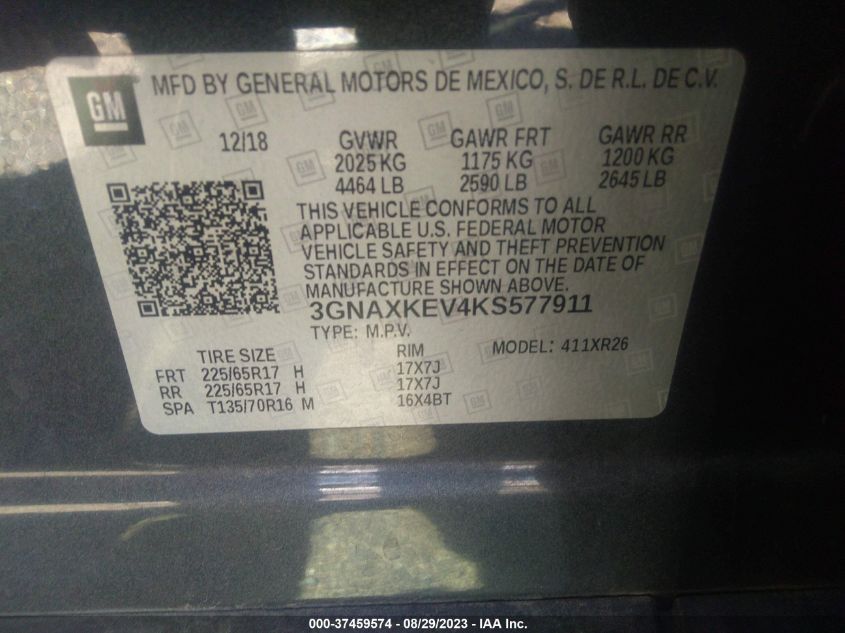 GM
MFD BY GENERAL MOTORS DE MEXICO, S. DE R.L. DE C.V.
12/18 GVWR GAWR FRT GAWR RR
2025 KG 1175 KG 1200 KG
4464 LB 2590 LB 2645 LB
THIS VEHICLE CONFORMS TO ALL
APPLICABLE U.S. FEDERAL MOTOR
VEHICLE SAFETY AND THEFT PREVENTION
STANDARDS IN EFFECT ON THE DATE OF
MANUFACTURE SHOWN ABOVE.
3GNAXKEV4KS577911
TYPE: M.P.V.
TIRE SIZE RIM MODEL: 411XR26
FRT 225/65R17 H 17X7J
RR 225/65R17 H 17X7J
SPA T135/70R16 M 16X4BT
000-37459574 - 08/29/2023 - IAA Inc.